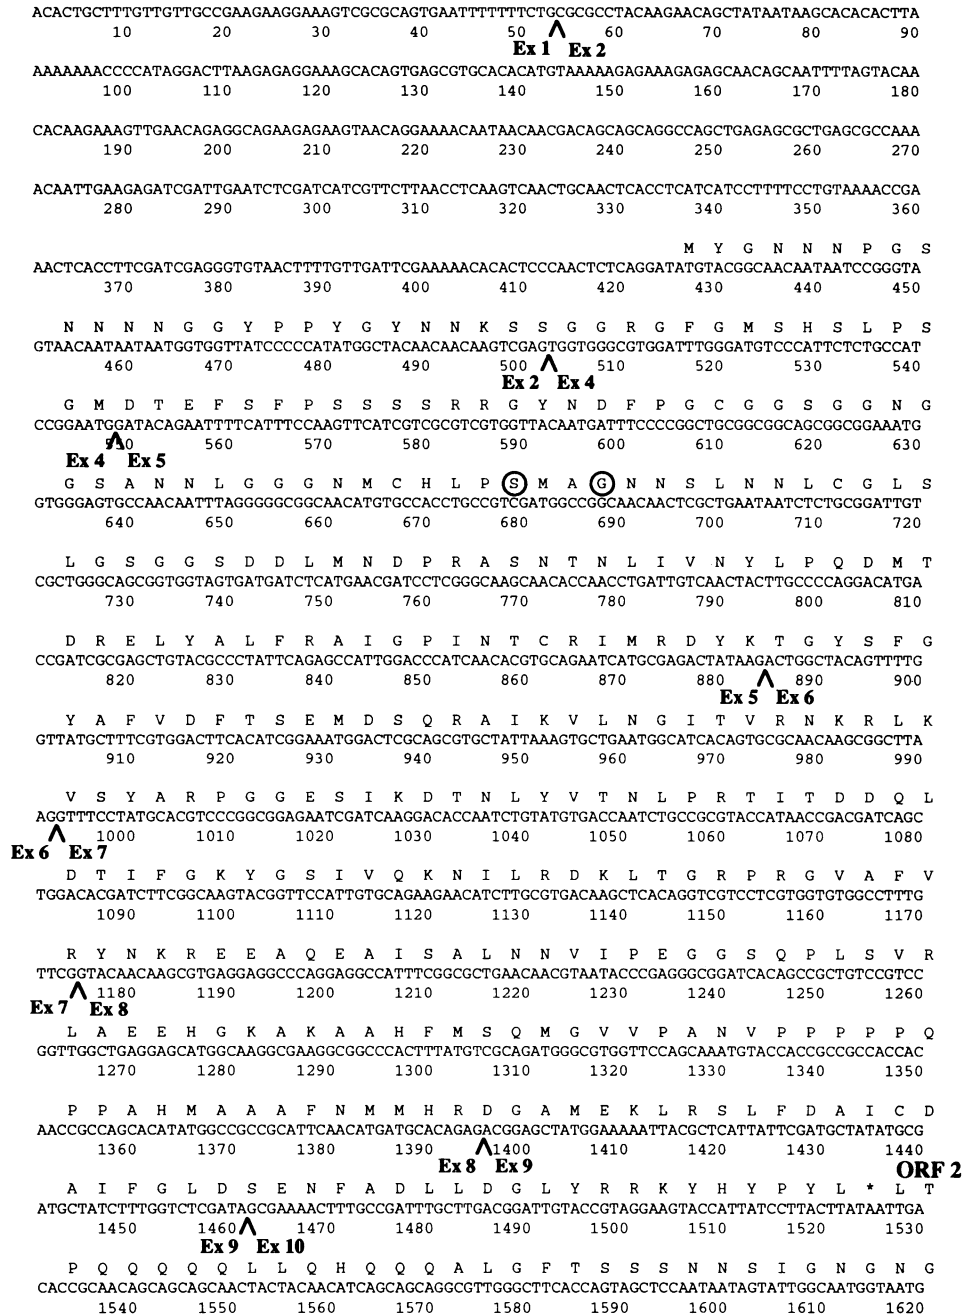 ACACTGCTTTGTTGTTGCCGAAGAAGGAAAGTCGCGCAGTGAATTTTTTTCTGCGCGCCTACAAGAACAGCTATAATAAGCACACACTTA
10 20 30 40 50 60 70 80 90
Ex 1 Ex 2
AAAAAAACCCCATAGGACTTAAGAGAGGAAAGCACAGTGAGCGTGCACACATGTAAAAAGAGAAAGAGAGCAACAGCAATTTTAGTACAA
100 110 120 130 140 150 160 170 180
CACAAGAAAGTTGAACAGAGGCAGAAGAGAAGTAACAGGAAAACAATAACAACGACAGCAGCAGGCCAGCTGAGAGCGCTGAGCGCCAAA
190 200 210 220 230 240 250 260 270
ACAATTGAAGAGATCGATTGAATCTCGATCATCGTTCTTAACCTCAAGTCAACTGCAACTCACCTCATCATCCTTTTCCTGTAAAACCGA
280 290 300 310 320 330 340 350 360
M Y G N N N P G S
AACTCACCTTCGATCGAGGGTGTAACTTTTGTTGATTCGAAAAACACACTCCCAACTCTCAGGATATGTACGGCAACAATAATCCGGGTA
370 380 390 400 410 420 430 440 450
N N N N G G Y P P Y G Y N N K S S G G R G F G M S H S L P S
GTAACAATAATAATGGTGGTTATCCCCCATATGGCTACAACAACAAGTCGAGTGGTGGGCGTGGATTTGGGATGTCCCATTCTCTGCCAT
460 470 480 490 500 510 520 530 540
Ex 2 Ex 4
G M D T E F S F P S S S S R R G Y N D F P G C G G S G G N G
CCGGAATGGATACAGAATTTTCATTTCCAAGTTCATCGTCGCGTCGTGGTTACAATGATTTCCCCGGCTGCGGCGGCAGCGGCGGAAATG
550 560 570 580 590 600 610 620 630
Ex 4 Ex 5
G S A N N L G G G N M C H L P S M A G N N S L N N L C G L S
GTGGGAGTGCCAACAATTTAGGGGGCGGCAACATGTGCCACCTGCCGTCGATGGCCGGCAACAACTCGCTGAATAATCTCTGCGGATTGT
640 650 660 670 680 690 700 710 720
L G S G G S D D L M N D P R A S N T N L I V N Y L P Q D M T
CGCTGGGCAGCGGTGGTAGTGATGATCTCATGAACGATCCTCGGGCAAGCAACACCAACCTGATTGTCAACTACTTGCCCCAGGACATGA
730 740 750 760 770 780 790 800 810
D R E L Y A L F R A I G P I N T C R I M R D Y K T G Y S F G
CCGATCGCGAGCTGTACGCCCTATTCAGAGCCATTGGACCCATCAACACGTGCAGAATCATGCGAGACTATAAGACTGGCTACAGTTTTG
820 830 840 850 860 870 880 890 900
Ex 5 Ex 6
Y A F V D F T S E M D S Q R A I K V L N G I T V R N K R L K
GTTATGCTTTCGTGGACTTCACATCGGAAATGGACTCGCAGCGTGCTATTAAAGTGCTGAATGGCATCACAGTGCGCAACAAGCGGCTTA
910 920 930 940 950 960 970 980 990
V S Y A R P G G E S I K D T N L Y V T N L P R T I T D D Q L
AGGTTTCCTATGCACGTCCCGGCGGAGAATCGATCAAGGACACCAATCTGTATGTGACCAATCTGCCGCGTACCATAACCGACGATCAGC
1000 1010 1020 1030 1040 1050 1060 1070 1080
Ex 6 Ex 7
D T I F G K Y G S I V Q K N I L R D K L T G R P R G V A F V
TGGACACGATCTTCGGCAAGTACGGTTCCATTGTGCAGAAGAACATCTTGCGTGACAAGCTCACAGGTCGTCCTCGTGGTGTGGCCTTTG
1090 1100 1110 1120 1130 1140 1150 1160 1170
R Y N K R E E A Q E A I S A L N N V I P E G G S Q P L S V R
TTCGGTACAACAAGCGTGAGGAGGCCCAGGAGGCCATTTCGGCGCTGAACAACGTAATACCCGAGGGCGGATCACAGCCGCTGTCCGTCC
1180 1190 1200 1210 1220 1230 1240 1250 1260
Ex 7 Ex 8
L A E E H G K A K A A H F M S Q M G V V P A N V P P P P P Q
GGTTGGCTGAGGAGCATGGCAAGGCGAAGGCGGCCCACTTTATGTCGCAGATGGGCGTGGTTCCAGCAAATGTACCACCGCCGCCACCAC
1270 1280 1290 1300 1310 1320 1330 1340 1350
P P A H M A A A F N M M H R D G A M E K L R S L F D A I C D
AACCGCCAGCACATATGGCCGCCGCATTCAACATGATGCACAGAGACGGAGCTATGGAAAAATTACGCTCATTATTCGATGCTATATGCG
1360 1370 1380 1390 1400 1410 1420 1430 1440
Ex 8 Ex 9 ORF 2
A I F G L D S E N F A D L L D G L Y R R K Y H Y P Y L * L T
ATGCTATCTTTGGTCTCGATAGCGAAAACTTTGCCGATTTGCTTGACGGATTGTACCGTAGGAAGTACCATTATCCTTACTTATAATTGA
1450 1460 1470 1480 1490 1500 1510 1520 1530
Ex 9 Ex 10
P Q Q Q Q L L Q H Q Q Q A L G F T S S S N N S I G N G N G
CACCGCAACAGCAGCAGCAACTACTACAACATCAGCAGCAGGCGTTGGGCTTCACCAGTAGCTCCAATAATAGTATTGGCAATGGTAATG
1540 1550 1560 1570 1580 1590 1600 1610 1620